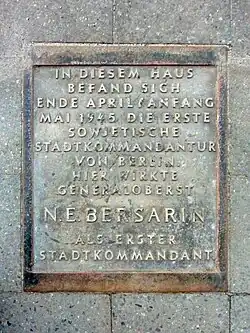 IN DIESEM HAUS
BEFAND SICH
ENDE APRIL/ANFANG
MAI 1945 DIE ERSTE
SOWJETISCHE
STADTKOMMANDANTUR
VON BERLIN.
HIER WIRKTE
GENERALOBERST
N.E. BERSARIN
ALS ERSTER
STADTKOMMANDANT